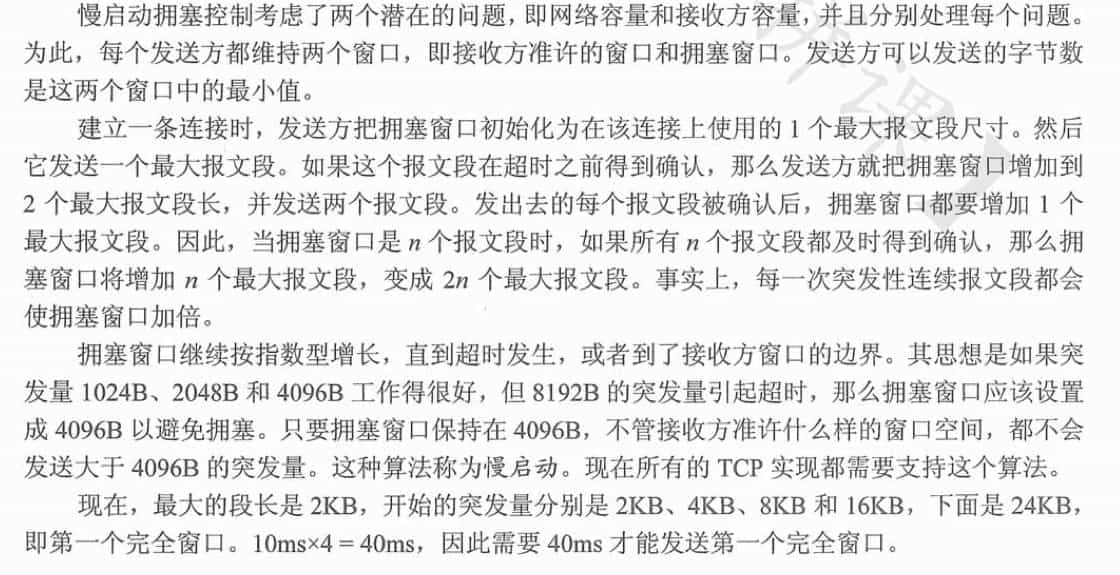 慢启动拥塞控制考虑了两个潜在的问题，即网络容量和接收方容量，并且分别处理每个问题。
为此，每个发送方都维持两个窗口，即接收方准许的窗口和拥塞窗口。发送方可以发送的字节数
是这两个窗口中的最小值。
建立一条连接时，发送方把拥塞窗口初始化为在该连接上使用的 1 个最大报文段尺寸。然后
它发送一个最大报文段。如果这个报文段在超时之前得到确认，那么发送方就把拥塞窗口增加到
2 个最大报文段长，并发送两个报文段。发出去的每个报文段被确认后，拥塞窗口都要增加 1 个
最大报文段。因此，当拥塞窗口是 n 个报文段时，如果所有 n 个报文段都及时得到确认，那么拥
塞窗口将增加 n 个最大报文段，变成 2n 个最大报文段。事实上，每一次突发性连续报文段都会
使拥塞窗口加倍。
拥塞窗口继续按指数型增长，直到超时发生，或者到了接收方窗口的边界。其思想是如果突
发量 1024B、2048B 和 4096B 工作得很好，但 8192B 的突发量引起超时，那么拥塞窗口应该设置
成 4096B 以避免拥塞。只要拥塞窗口保持在 4096B，不管接收方准许什么样的窗口空间，都不会
发送大于 4096B 的突发量。这种算法称为慢启动。现在所有的 TCP 实现都需要支持这个算法。
现在，最大的段长是 2KB，开始的突发量分别是 2KB、4KB、8KB 和 16KB，下面是 24KB，
即第一个完全窗口。10ms×4 = 40ms，因此需要 40ms 才能发送第一个完全窗口。